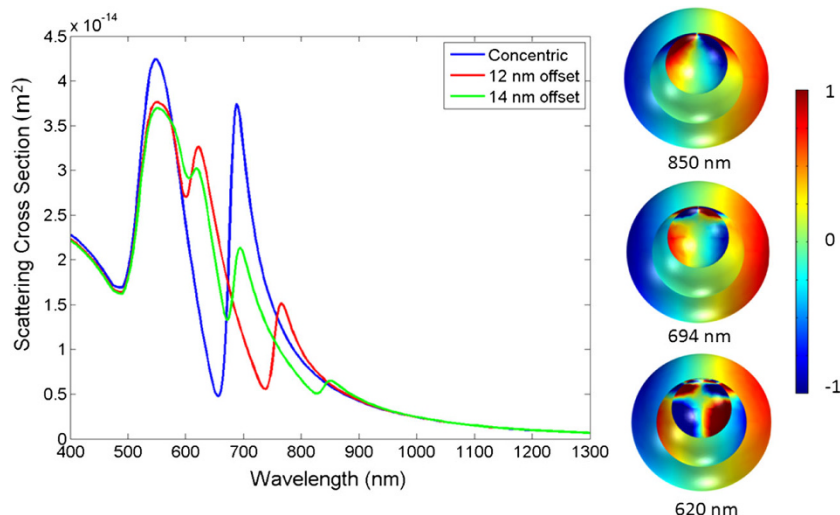 x 10⁻¹⁴
4.5
4
3.5
3
2.5
2
1.5
1
0.5
0
Scattering Cross Section (m²)
400 500 600 700 800 900 1000 1100 1200 1300
Wavelength (nm)
Concentric
12 nm offset
14 nm offset
850 nm
694 nm
620 nm
1
0
-1